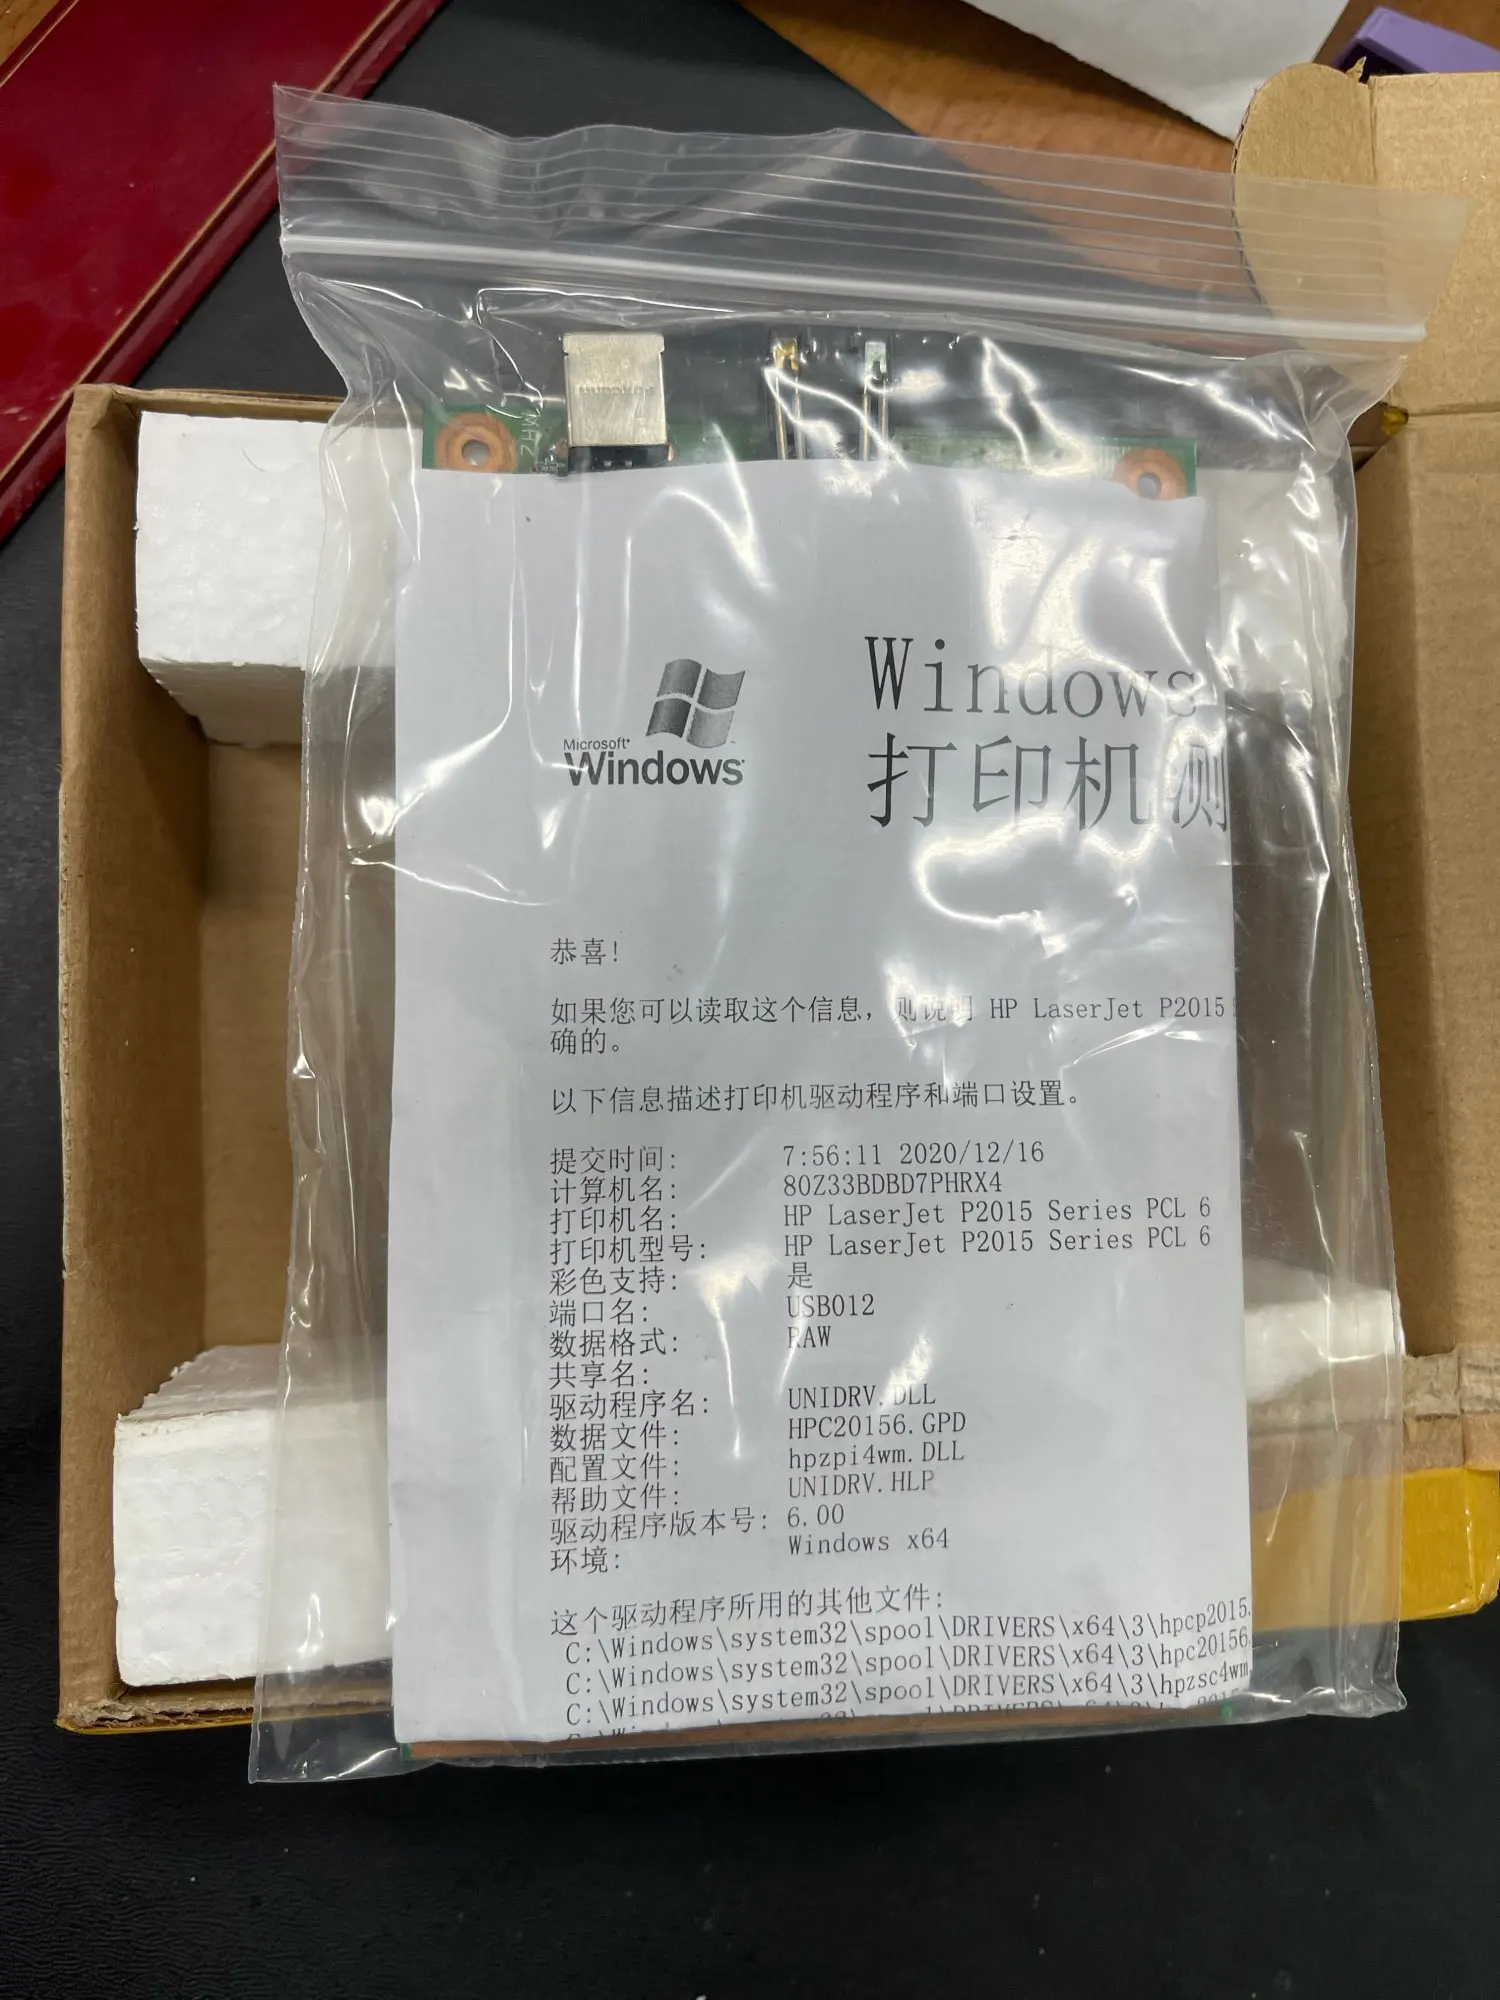 Microsoft
Windows
Windows
打印机测
恭喜!
如果您可以读取这个信息，则说明 HP LaserJet P2015
确的。
以下信息描述打印机驱动程序和端口设置。
提交时间: 7:56:11 2020/12/16
计算机名: 80Z33BDBD7PHRX4
打印机名: HP LaserJet P2015 Series PCL 6
打印机型号: HP LaserJet P2015 Series PCL 6
彩色支持: 是
端口名: USB012
数据格式: RAW
共享名:
驱动程序名: UNIDRV.DLL
数据文件: HPC20156.GPD
配置文件: hpzpi4wm.DLL
帮助文件: UNIDRV.HLP
驱动程序版本号: 6.00
环境: Windows x64
这个驱动程序所用的其他文件:
C:\Windows\system32\spool\DRIVERS\x64\3\hpcp2015.
C:\Windows\system32\spool\DRIVERS\x64\3\hpc20156.
C:\Windows\system32\spool\DRIVERS\x64\3\hpzsc4wm